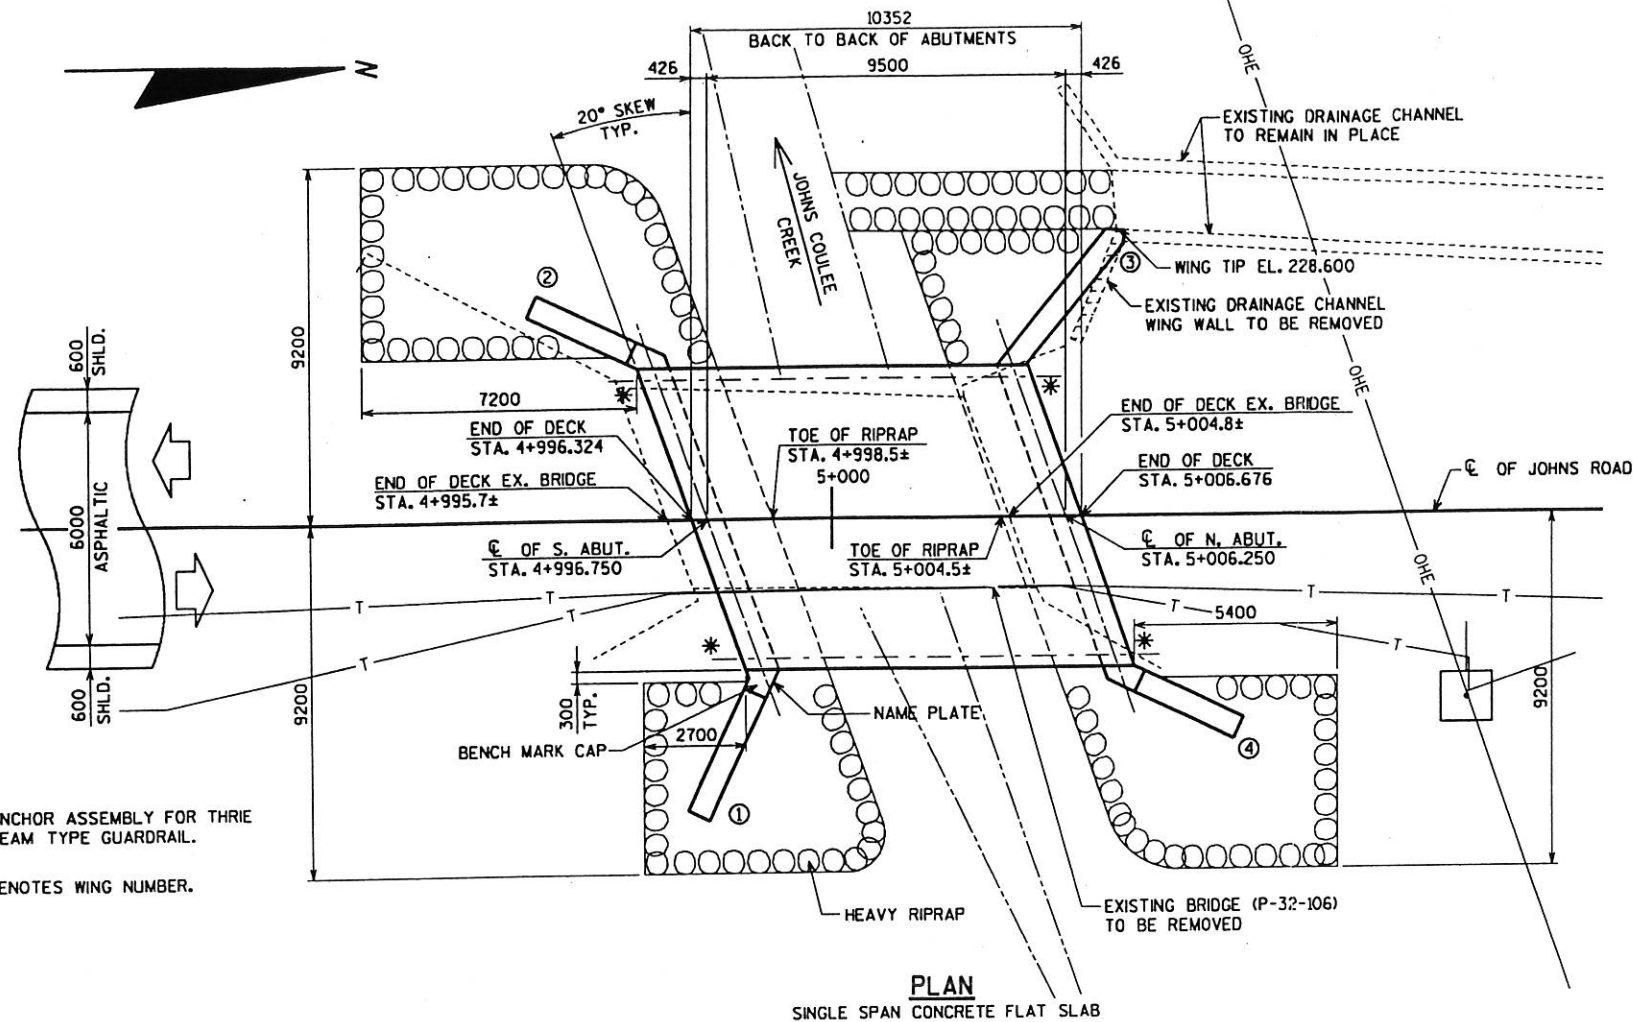 10352
BACK TO BACK OF ABUTMENTS
426
9500
426
N
20° SKEW
TYP.
OHE
EXISTING DRAINAGE CHANNEL
TO REMAIN IN PLACE
JOHNS COULEE
CREEK
2
3
WING TIP EL. 228.600
EXISTING DRAINAGE CHANNEL
WING WALL TO BE REMOVED
9200
600
SHLD.
OHE
7200
END OF DECK
STA. 4+996.324
TOE OF RIPRAP
STA. 4+998.5±
5+000
END OF DECK EX. BRIDGE
STA. 5+004.8±
END OF DECK
STA. 5+006.676
℄ OF JOHNS ROAD
END OF DECK EX. BRIDGE
STA. 4+995.7±
6000
ASPHALTIC
℄ OF S. ABUT.
STA. 4+996.750
TOE OF RIPRAP
STA. 5+004.5±
℄ OF N. ABUT.
STA. 5+006.250
OHE
T
T
T
T
T
T
T
T
5400
600
SHLD.
9200
300
TYP.
9200
NAME PLATE
2700
BENCH MARK CAP
4
1
NCHOR ASSEMBLY FOR THRIE
EAM TYPE GUARDRAIL.
ENOTES WING NUMBER.
HEAVY RIPRAP
EXISTING BRIDGE (P-32-106)
TO BE REMOVED
PLAN
SINGLE SPAN CONCRETE FLAT SLAB